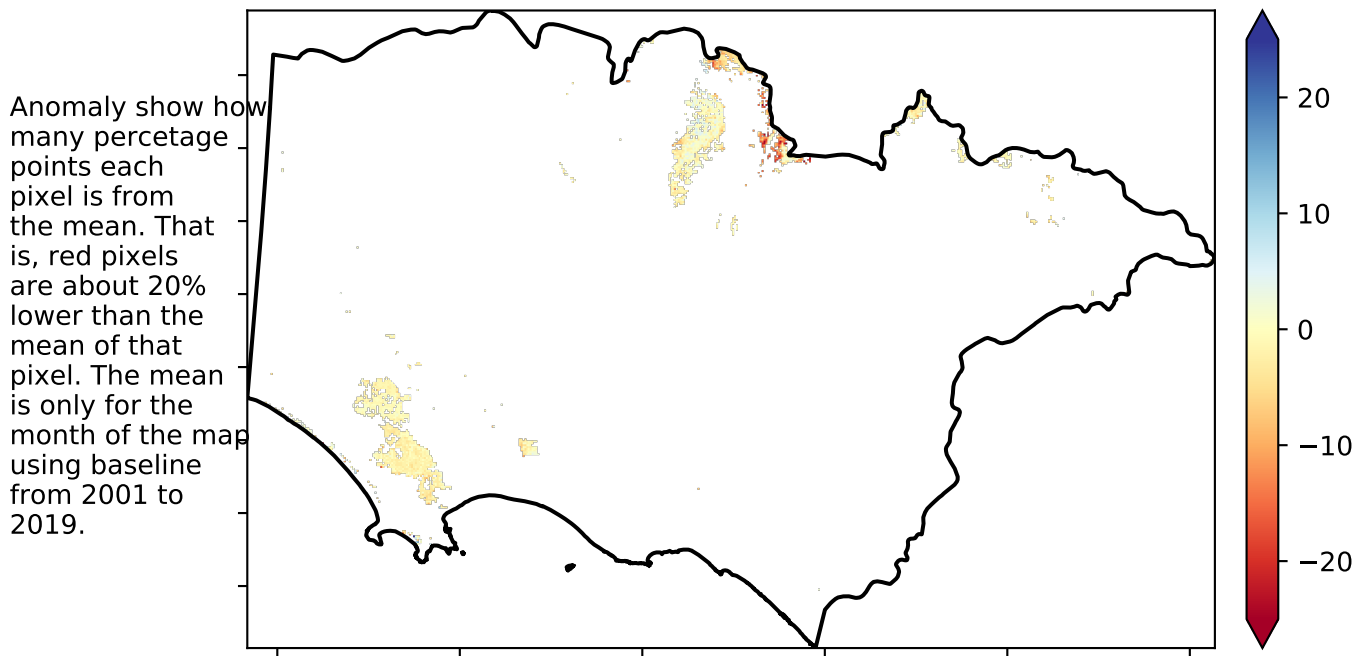 Anomaly show how
many percetage
points each
pixel is from
the mean. That
is, red pixels
are about 20%
lower than the
mean of that
pixel. The mean
is only for the
month of the map
using baseline
from 2001 to
2019.
20
10
0
−10
−20